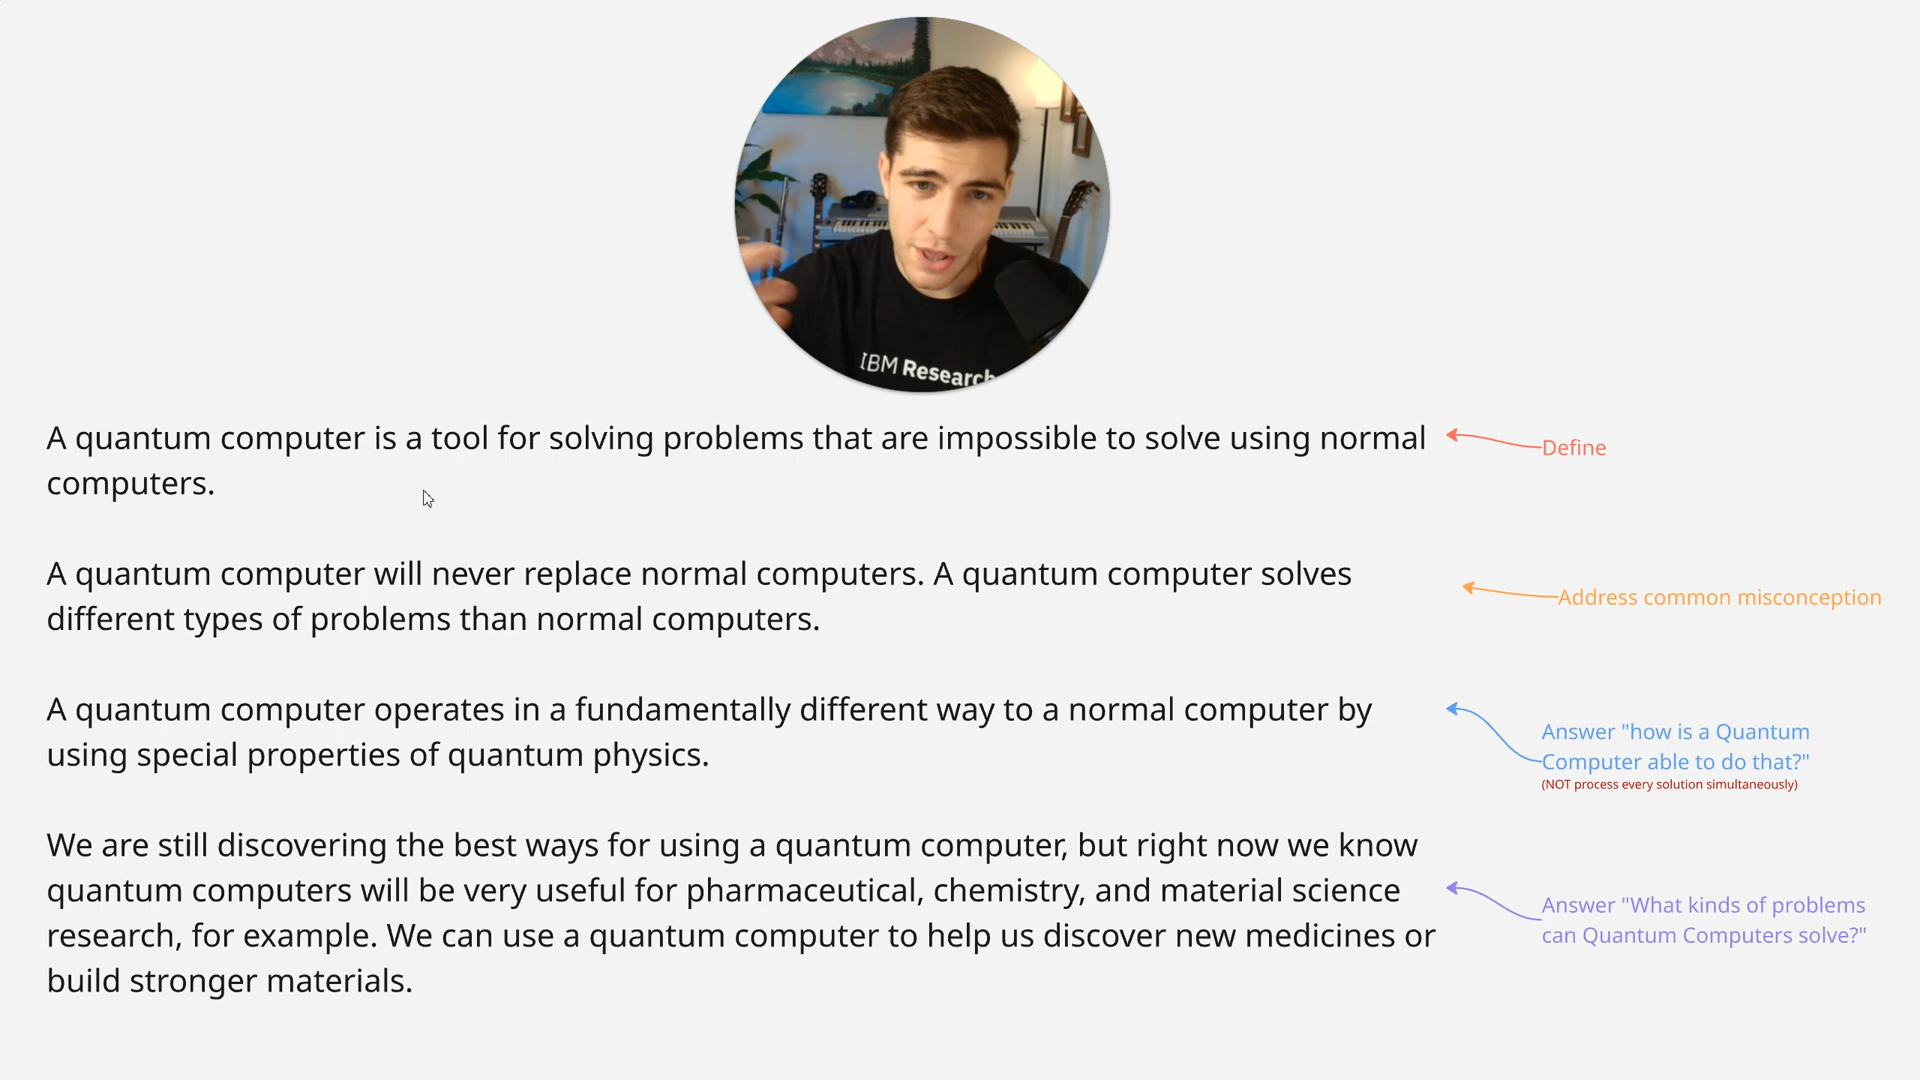 IBM Research
A quantum computer is a tool for solving problems that are impossible to solve using normal
computers.
Define
A quantum computer will never replace normal computers. A quantum computer solves
different types of problems than normal computers.
Address common misconception
A quantum computer operates in a fundamentally different way to a normal computer by
using special properties of quantum physics.
Answer "how is a Quantum
Computer able to do that?"
(NOT process every solution simultaneously)
We are still discovering the best ways for using a quantum computer, but right now we know
quantum computers will be very useful for pharmaceutical, chemistry, and material science
research, for example. We can use a quantum computer to help us discover new medicines or
build stronger materials.
Answer "What kinds of problems
can Quantum Computers solve?"